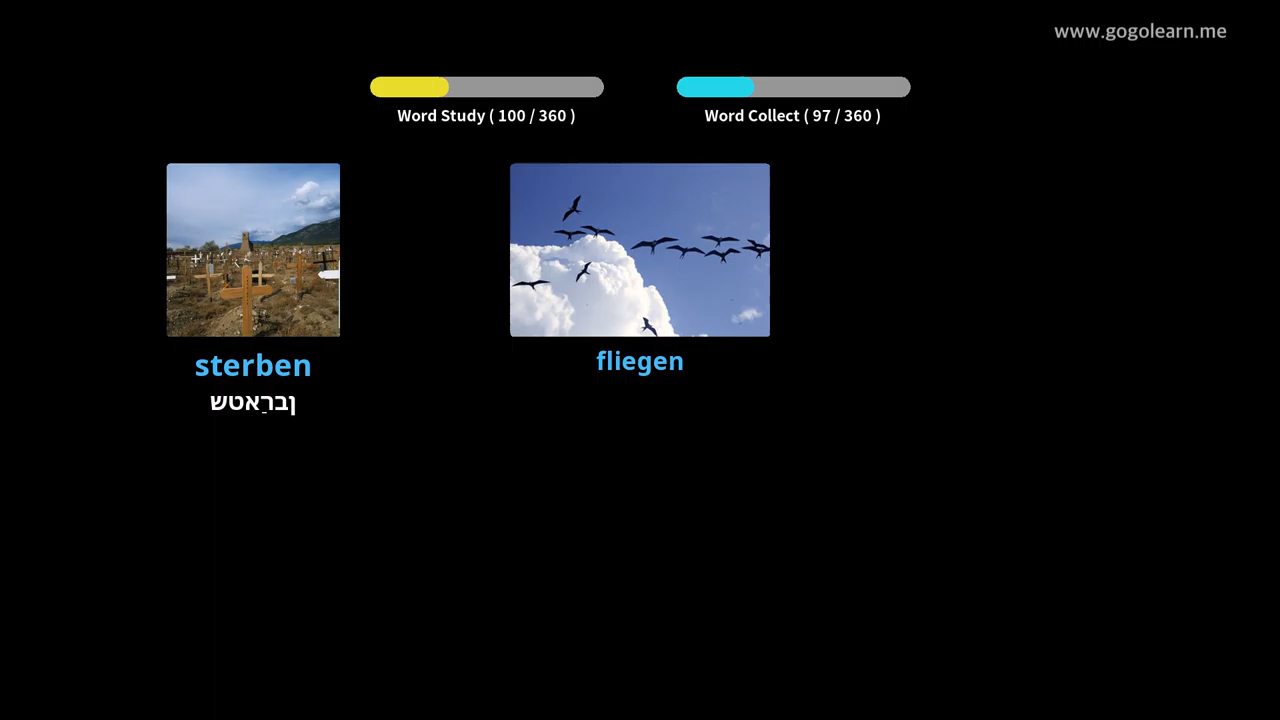 www.gogolearn.me
Word Study ( 100 / 360 )
Word Collect ( 97 / 360 )
sterben
שטאַרבן
fliegen